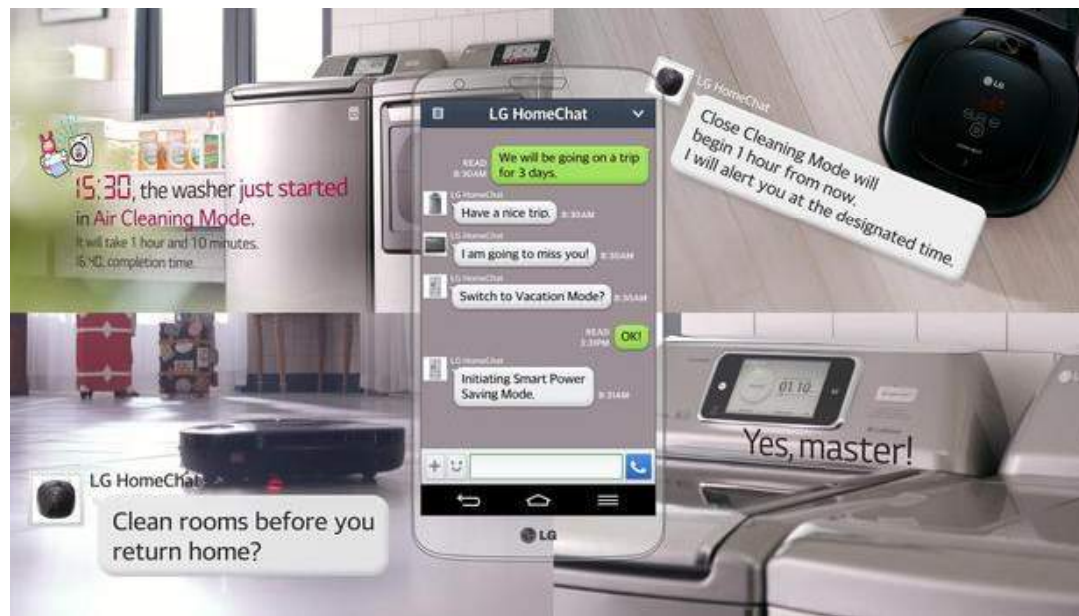 15:30, the washer just started
in Air Cleaning Mode.
It will take 1 hour and 10 minutes.
16:40, completion time.
LG HomeChat
READ
8:30AM
We will be going on a trip
for 3 days.
LG HomeChat
Have a nice trip. 8:30AM
LG HomeChat
I am going to miss you! 8:30AM
LG HomeChat
Switch to Vacation Mode? 8:30AM
READ
3:31PM
OK!
LG HomeChat
Initiating Smart Power
Saving Mode. 8:31AM
LG
LG HomeChat
Close Cleaning Mode will
begin 1 hour from now.
I will alert you at the designated time.
LG
LG HomeChat
Clean rooms before you
return home?
01:10
Yes, master!